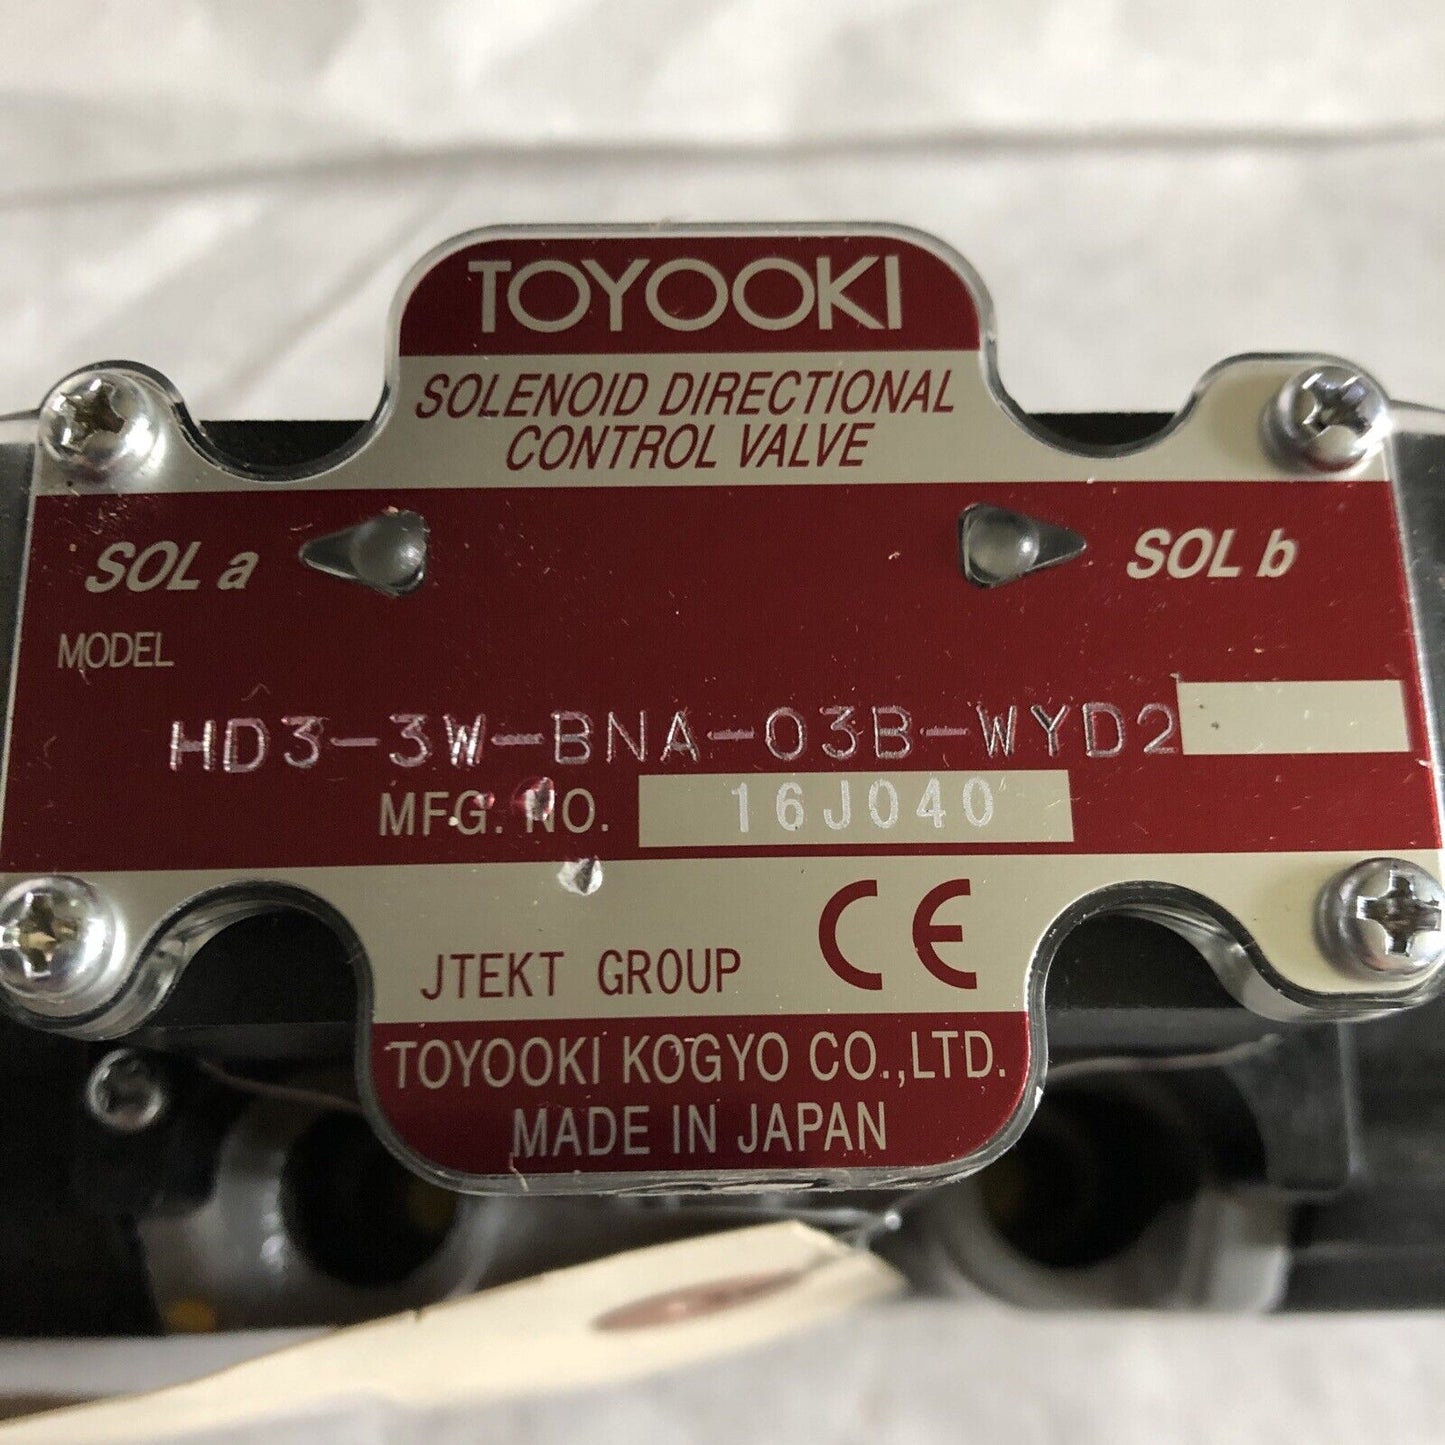 TOYOOKI
SOLENOID DIRECTIONAL
CONTROL VALVE
SOL a
SOL b
MODEL
HD3-3W-BNA-03B-WYD2
MFG. NO. 16J040
JTEKT GROUP CE
TOYOOKI KOGYO CO.,LTD.
MADE IN JAPAN